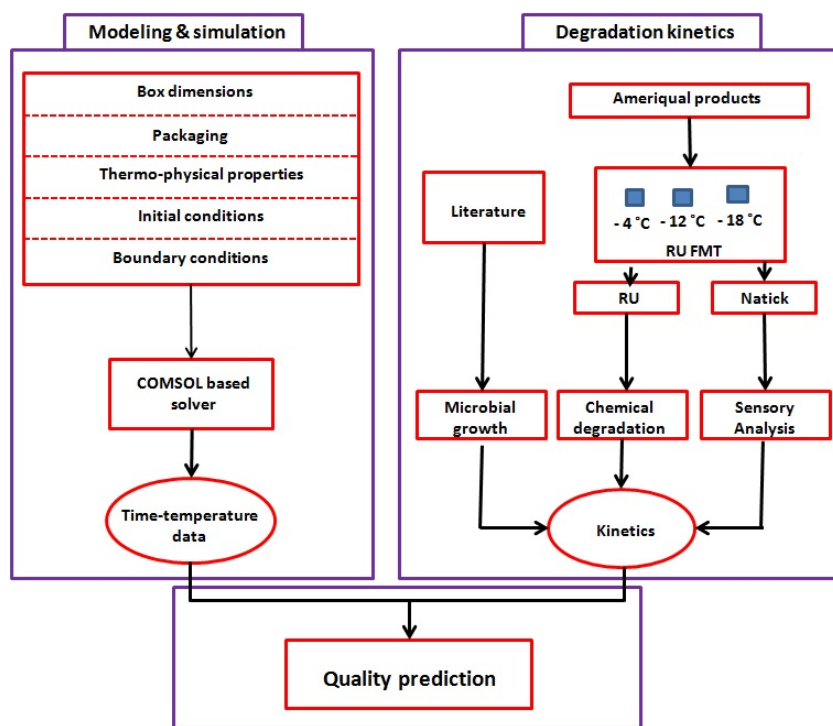 Modeling & simulation
Box dimensions
Packaging
Thermo-physical properties
Initial conditions
Boundary conditions
COMSOL based
solver
Time-temperature
data
Degradation kinetics
Ameriqual products
Literature
- 4 °C
- 12 °C
- 18 °C
RU FMT
RU
Natick
Microbial
growth
Chemical
degradation
Sensory
Analysis
Kinetics
Quality prediction